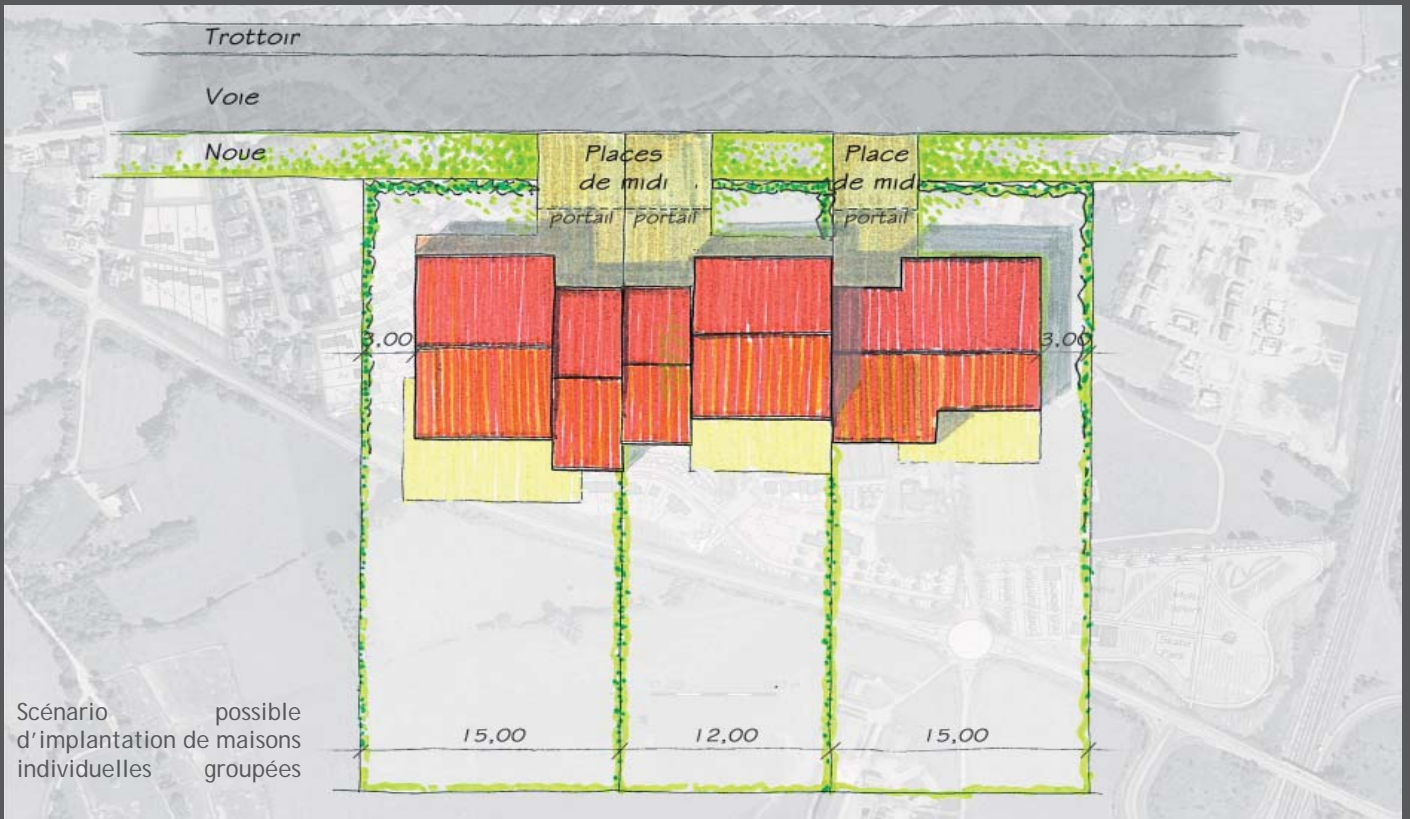 Trottoir
Voie
Noue
Places
de midi
Place
de midi
portail portail
portail
3,00
3,00
15,00 12,00 15,00
Scénario possible
d'implantation de maisons
individuelles groupées